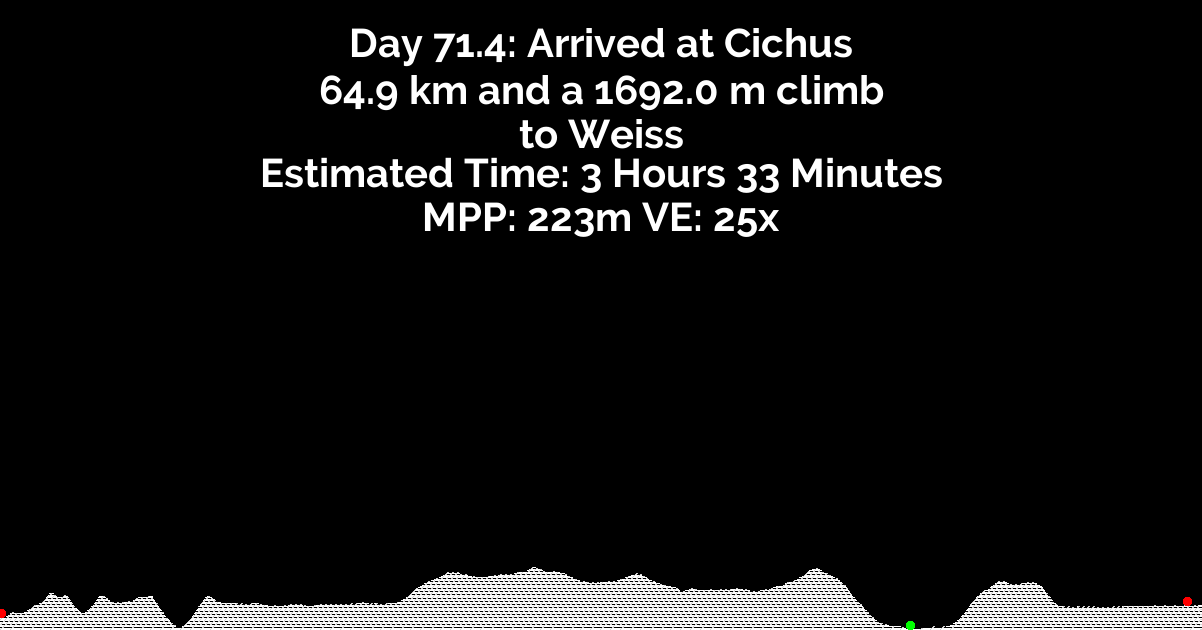 Day 71.4: Arrived at Cichus
64.9 km and a 1692.0 m climb
to Weiss
Estimated Time: 3 Hours 33 Minutes
MPP: 223m VE: 25x